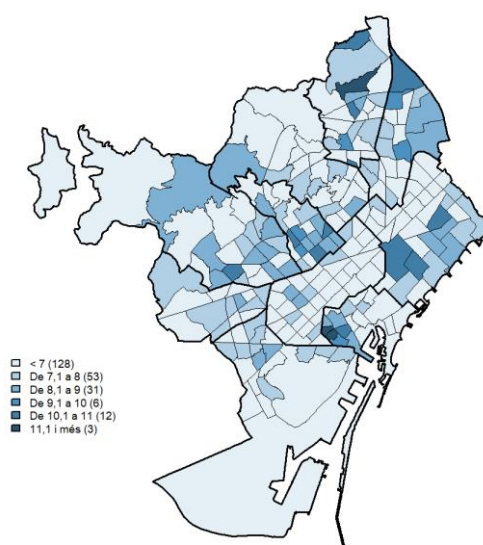 < 7 (128)
De 7,1 a 8 (53)
De 8,1 a 9 (31)
De 9,1 a 10 (6)
De 10,1 a 11 (12)
11,1 i més (3)